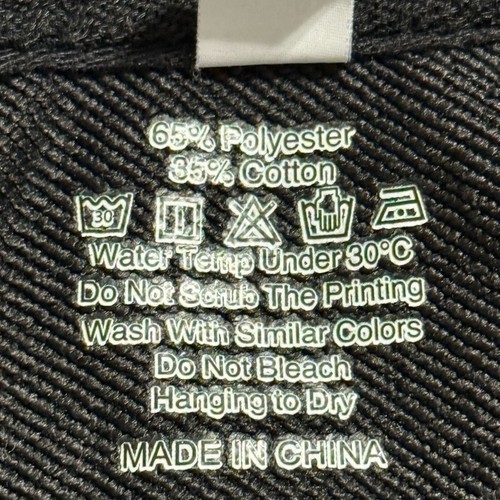 65% Polyester
35% Cotton
30
Water Temp Under 30°C
Do Not Scrub The Printing
Wash With Similar Colors
Do Not Bleach
Hanging to Dry
MADE IN CHINA